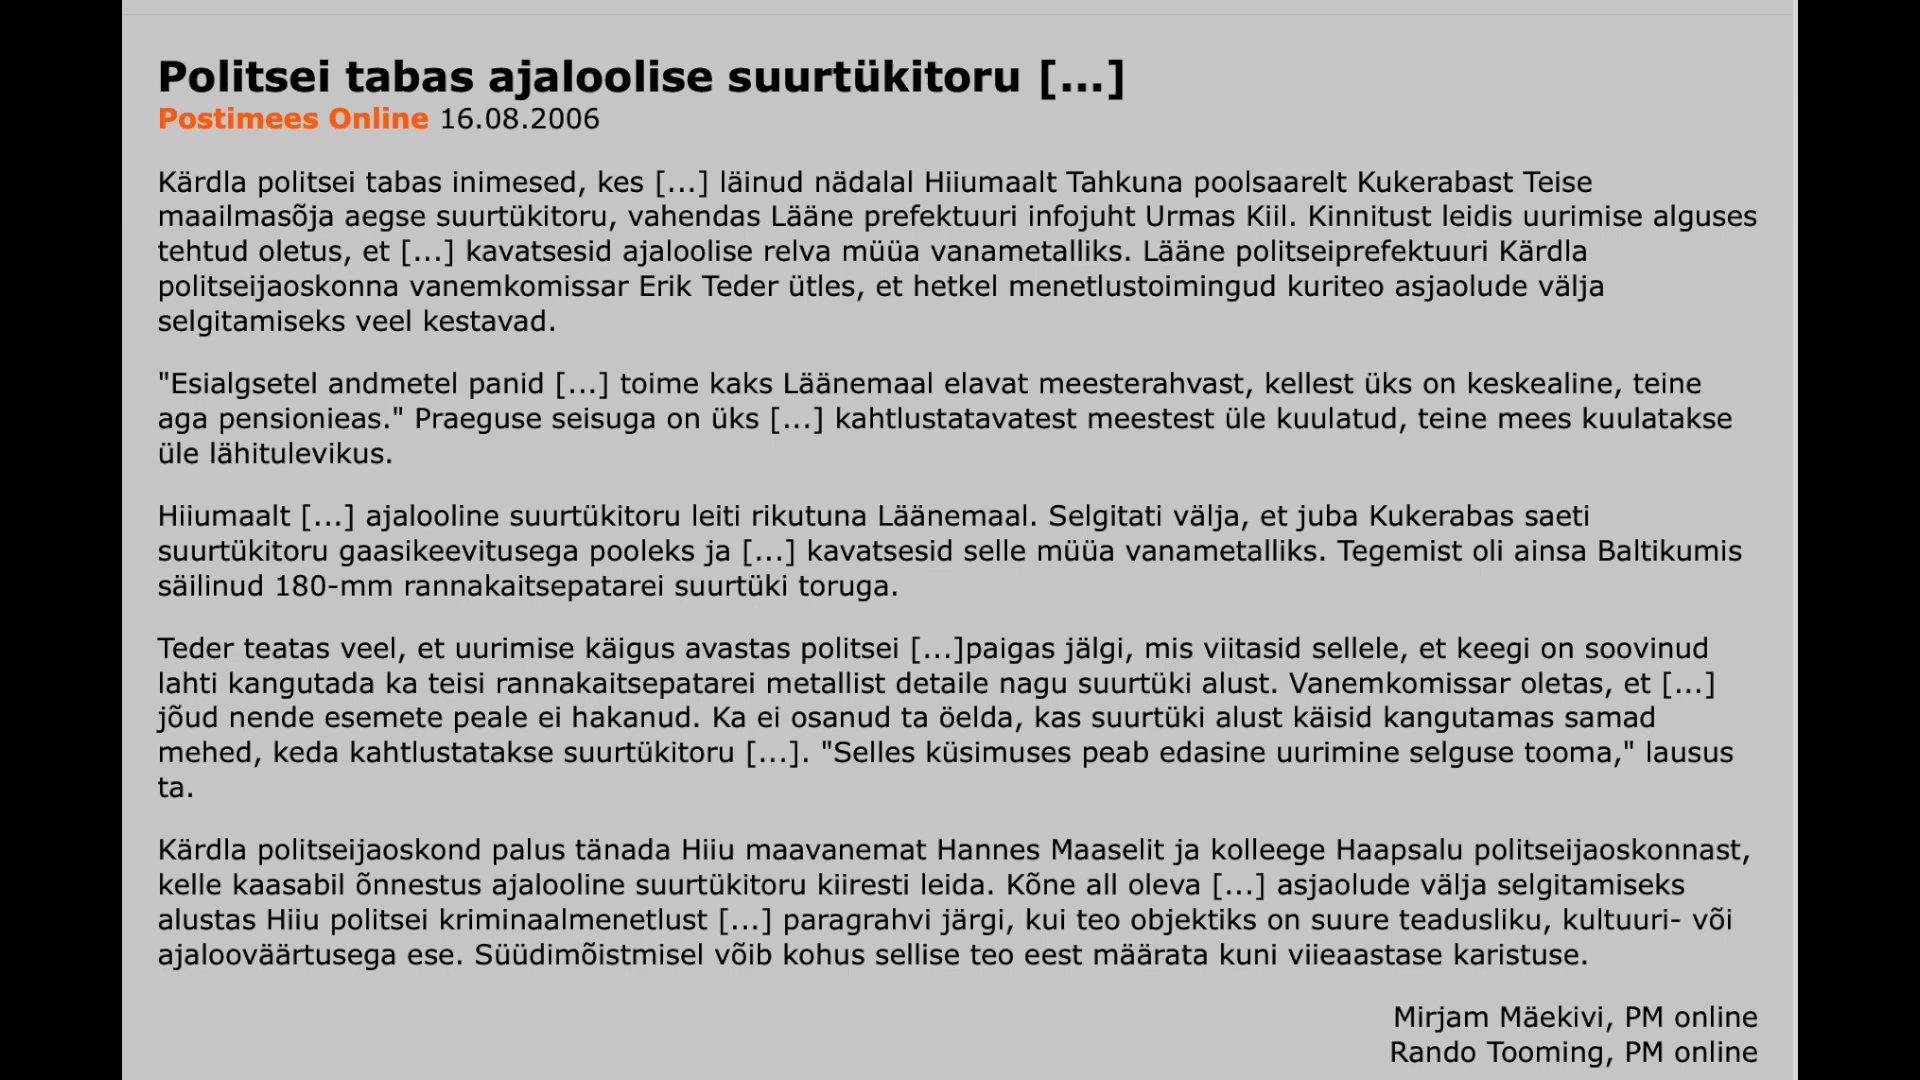 Politsei tabas ajaloolise suurtükitoru [...]
Postimees Online 16.08.2006
Kärdla politsei tabas inimesed, kes [...] läinud nädalal Hiiumaalt Tahkuna poolsaarelt Kukerabast Teise
maailmasõja aegse suurtükitoru, vahendas Lääne prefektuuri infojuht Urmas Kiil. Kinnitust leidis uurimise alguses
tehtud oletus, et [...] kavatsesid ajaloolise relva müüa vanametalliks. Lääne politseiprefektuuri Kärdla
politseijaoskonna vanemkomissar Erik Teder ütles, et hetkel menetlustoimingud kuriteo asjaolude välja
selgitamiseks veel kestavad.
"Esialgsetel andmetel panid [...] toime kaks Läänemaal elavat meesterahvast, kellest üks on keskealine, teine
aga pensionieas." Praeguse seisuga on üks [...] kahtlustatavatest meestest üle kuulatud, teine mees kuulatakse
üle lähitulevikus.
Hiiumaalt [...] ajalooline suurtükitoru leiti rikutuna Läänemaal. Selgitati välja, et juba Kukerabas saeti
suurtükitoru gaasikeevitusega pooleks ja [...] kavatsesid selle müüa vanametalliks. Tegemist oli ainsa Baltikumis
säilinud 180-mm rannakaitsepatarei suurtüki toruga.
Teder teatas veel, et uurimise käigus avastas politsei [...]paigas jälgi, mis viitasid sellele, et keegi on soovinud
lahti kangutada ka teisi rannakaitsepatarei metallist detaile nagu suurtüki alust. Vanemkomissar oletas, et [...]
jõud nende esemete peale ei hakanud. Ka ei osanud ta öelda, kas suurtüki alust käisid kangutamas samad
mehed, keda kahtlustatakse suurtükitoru [...]. "Selles küsimuses peab edasine uurimine selguse tooma," lausus
ta.
Kärdla politseijaoskond palus tänada Hiiu maavanemat Hannes Maaselit ja kolleege Haapsalu politseijaoskonnast,
kelle kaasabil õnnestus ajalooline suurtükitoru kiiresti leida. Kõne all oleva [...] asjaolude välja selgitamiseks
alustas Hiiu politsei kriminaalmenetlust [...] paragrahvi järgi, kui teo objektiks on suure teadusliku, kultuuri- või
ajalooväärtusega ese. Süüdimõistmisel võib kohus sellise teo eest määrata kuni viieaastase karistuse.
Mirjam Mäekivi, PM online
Rando Tooming, PM online